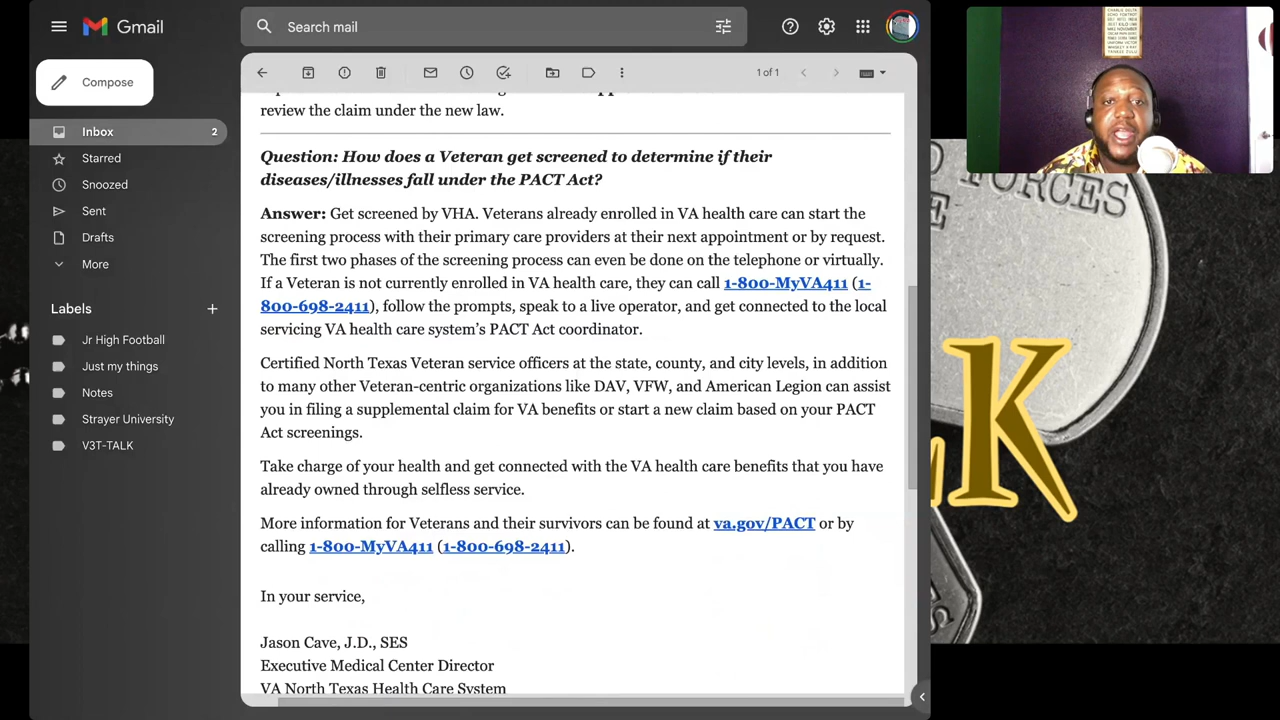 Gmail
Search mail
Compose
1 of 1
Inbox 2
Starred
Snoozed
Sent
Drafts
More
Labels
Jr High Football
Just my things
Notes
Strayer University
V3T-TALK
review the claim under the new law.
Question: How does a Veteran get screened to determine if their
diseases/illnesses fall under the PACT Act?
Answer: Get screened by VHA. Veterans already enrolled in VA health care can start the
screening process with their primary care providers at their next appointment or by request.
The first two phases of the screening process can even be done on the telephone or virtually.
If a Veteran is not currently enrolled in VA health care, they can call 1-800-MyVA411 (1-
800-698-2411), follow the prompts, speak to a live operator, and get connected to the local
servicing VA health care system's PACT Act coordinator.
Certified North Texas Veteran service officers at the state, county, and city levels, in addition
to many other Veteran-centric organizations like DAV, VFW, and American Legion can assist
you in filing a supplemental claim for VA benefits or start a new claim based on your PACT
Act screenings.
Take charge of your health and get connected with the VA health care benefits that you have
already owned through selfless service.
More information for Veterans and their survivors can be found at va.gov/PACT or by
calling 1-800-MyVA411 (1-800-698-2411).
In your service,
Jason Cave, J.D., SES
Executive Medical Center Director
VA North Texas Health Care System
FORCES
K